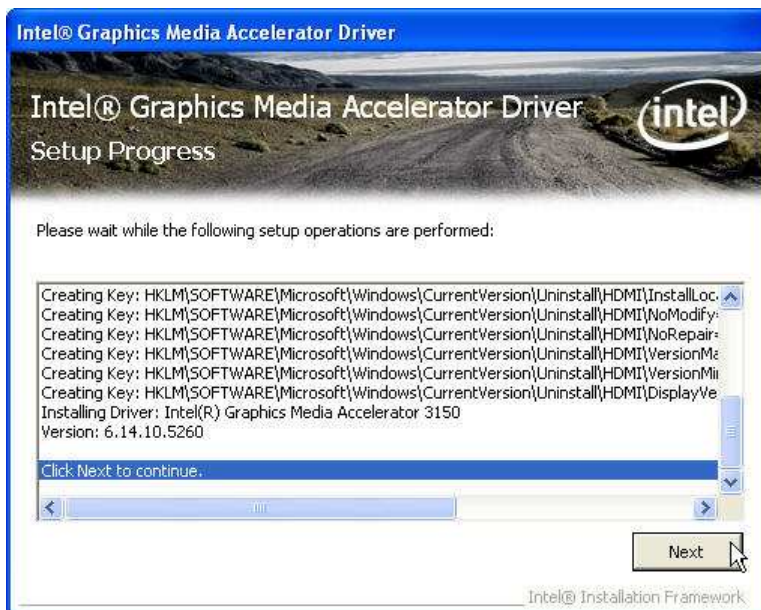 Intel® Graphics Media Accelerator Driver
Intel® Graphics Media Accelerator Driver
intel
Setup Progress
Please wait while the following setup operations are performed:
Creating Key: HKLM\SOFTWARE\Microsoft\Windows\CurrentVersion\Uninstall\HDMI\InstallLoc
Creating Key: HKLM\SOFTWARE\Microsoft\Windows\CurrentVersion\Uninstall\HDMI\NoModify
Creating Key: HKLM\SOFTWARE\Microsoft\Windows\CurrentVersion\Uninstall\HDMI\NoRepair=
Creating Key: HKLM\SOFTWARE\Microsoft\Windows\CurrentVersion\Uninstall\HDMI\VersionMa
Creating Key: HKLM\SOFTWARE\Microsoft\Windows\CurrentVersion\Uninstall\HDMI\VersionMi
Creating Key: HKLM\SOFTWARE\Microsoft\Windows\CurrentVersion\Uninstall\HDMI\DisplayVe
Installing Driver: Intel(R) Graphics Media Accelerator 3150
Version: 6.14.10.5260
Click Next to continue.
Next
Intel® Installation Framework